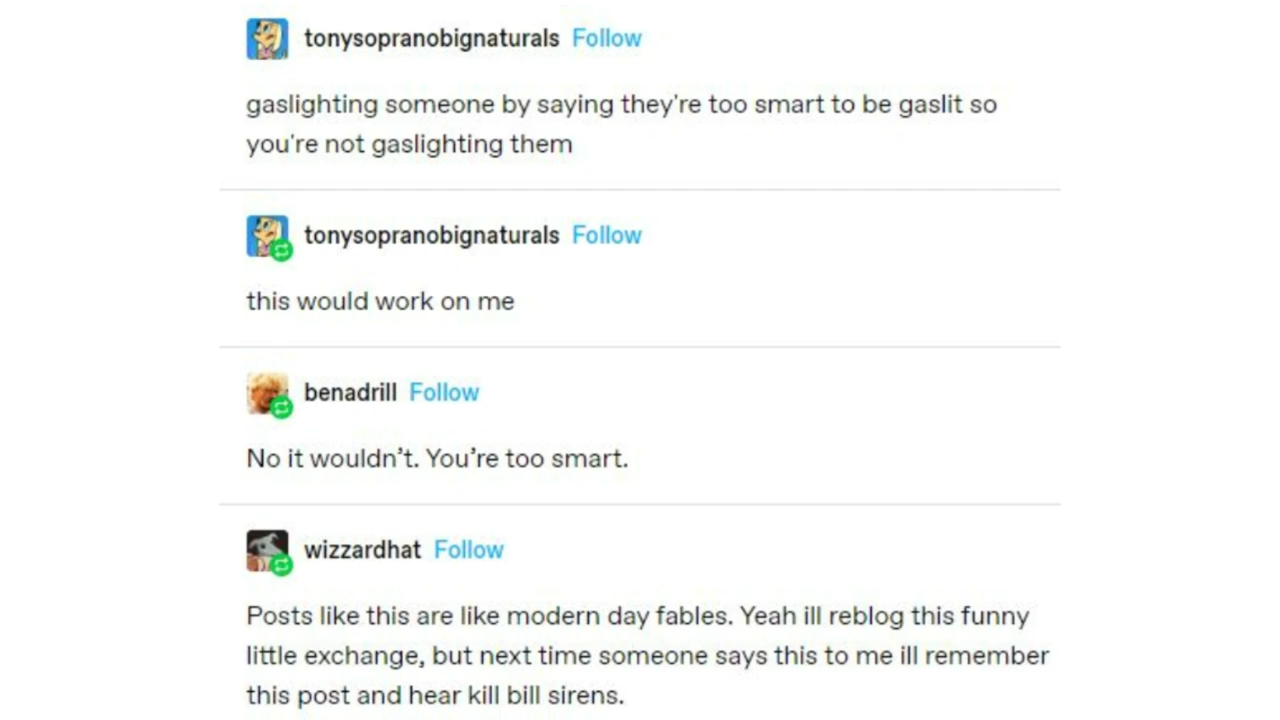 tonysopranobignaturals Follow
gaslighting someone by saying they're too smart to be gaslit so
you're not gaslighting them
tonysopranobignaturals Follow
this would work on me
benadrill Follow
No it wouldn’t. You’re too smart.
wizzardhat Follow
Posts like this are like modern day fables. Yeah ill reblog this funny
little exchange, but next time someone says this to me ill remember
this post and hear kill bill sirens.